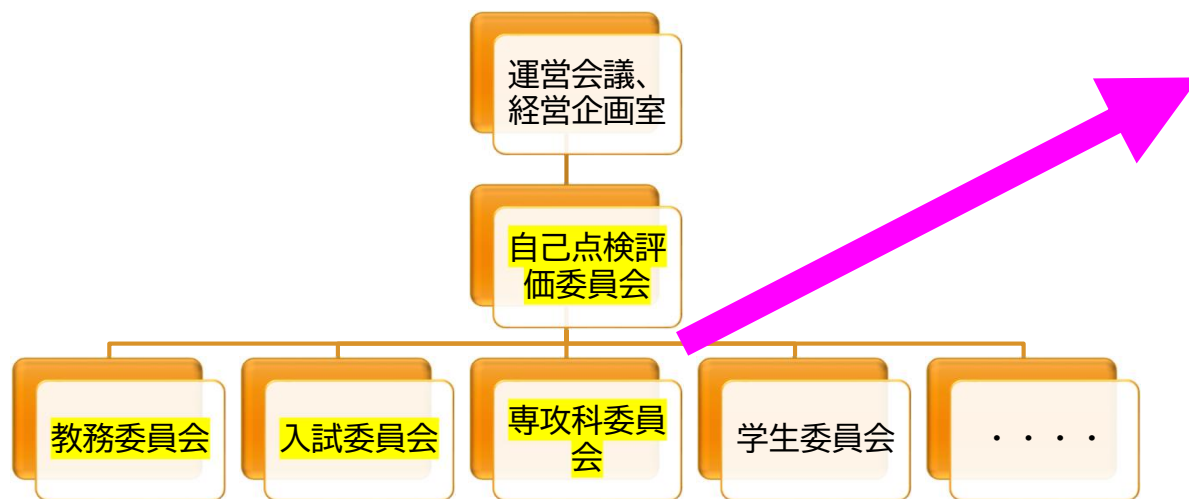 運営会議、
経営企画室
自己点検評
価委員会
教務委員会
入試委員会
専攻科委員
会
学生委員会
・・・・